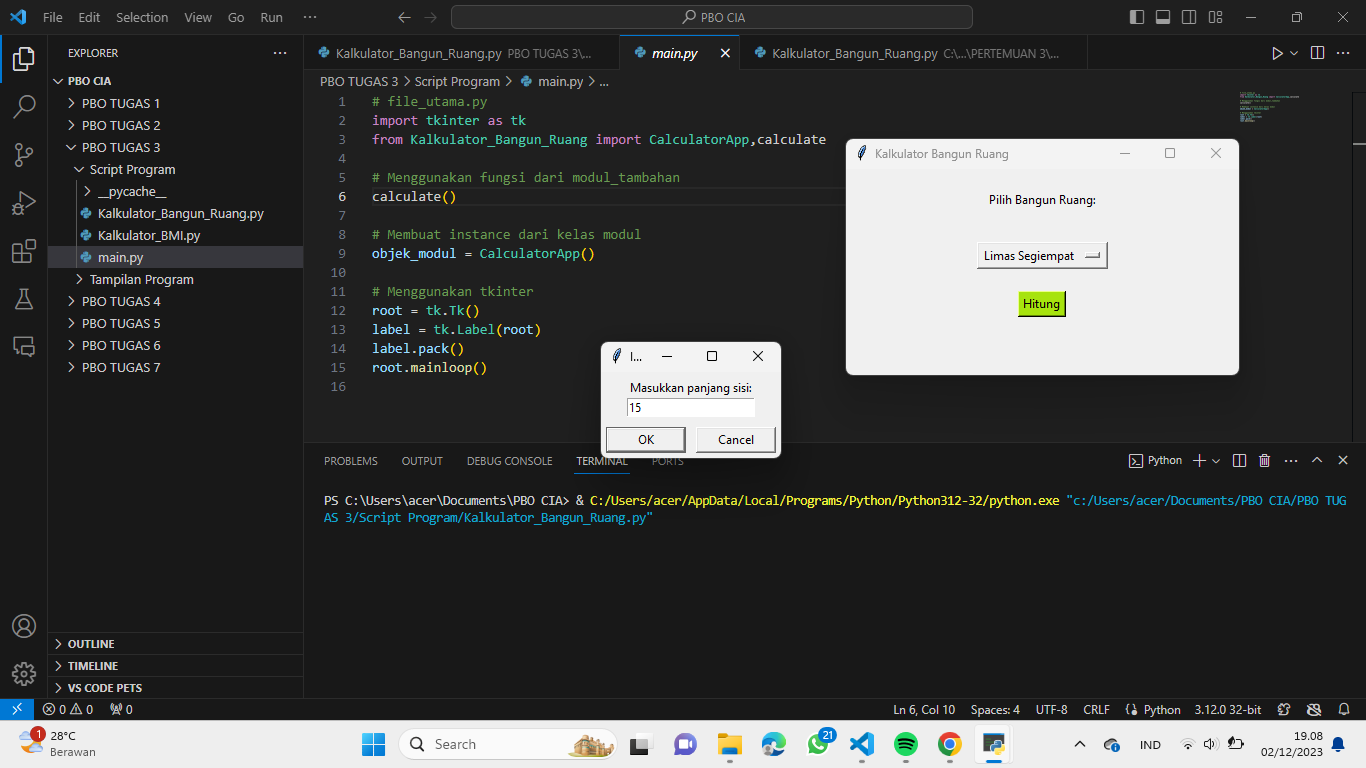 File Edit Selection View Go Run ··· PBO CIA
EXPLORER ···
PBO CIA
PBO TUGAS 1
PBO TUGAS 2
PBO TUGAS 3
Script Program
__pycache__
Kalkulator_Bangun_Ruang.py
Kalkulator_BMI.py
main.py
Tampilan Program
PBO TUGAS 4
PBO TUGAS 5
PBO TUGAS 6
PBO TUGAS 7
OUTLINE
TIMELINE
VS CODE PETS
Kalkulator_Bangun_Ruang.py PBO TUGAS 3\... main.py Kalkulator_Bangun_Ruang.py C:\...\PERTEMUAN 3\...
PBO TUGAS 3 > Script Program > main.py > ...
1 # file_utama.py
2 import tkinter as tk
3 from Kalkulator_Bangun_Ruang import CalculatorApp,calculate
4
5 # Menggunakan fungsi dari modul_tambahan
6 calculate()
7
8 # Membuat instance dari kelas modul
9 objek_modul = CalculatorApp()
10
11 # Menggunakan tkinter
12 root = tk.Tk()
13 label = tk.Label(root)
14 label.pack()
15 root.mainloop()
16
Kalkulator Bangun Ruang
Pilih Bangun Ruang:
Limas Segiempat
Hitung
I...
Masukkan panjang sisi:
15
OK Cancel
PROBLEMS OUTPUT DEBUG CONSOLE TERMINAL PORTS Python
PS C:\Users\acer\Documents\PBO CIA> & C:/Users/acer/AppData/Local/Programs/Python/Python312-32/python.exe "c:/Users/acer/Documents/PBO CIA/PBO TUG
AS 3/Script Program/Kalkulator_Bangun_Ruang.py"
0 0 0 Ln 6, Col 10 Spaces: 4 UTF-8 CRLF Python 3.12.0 32-bit
1 28°C
Berawan
Search
21
IND
19.08
02/12/2023